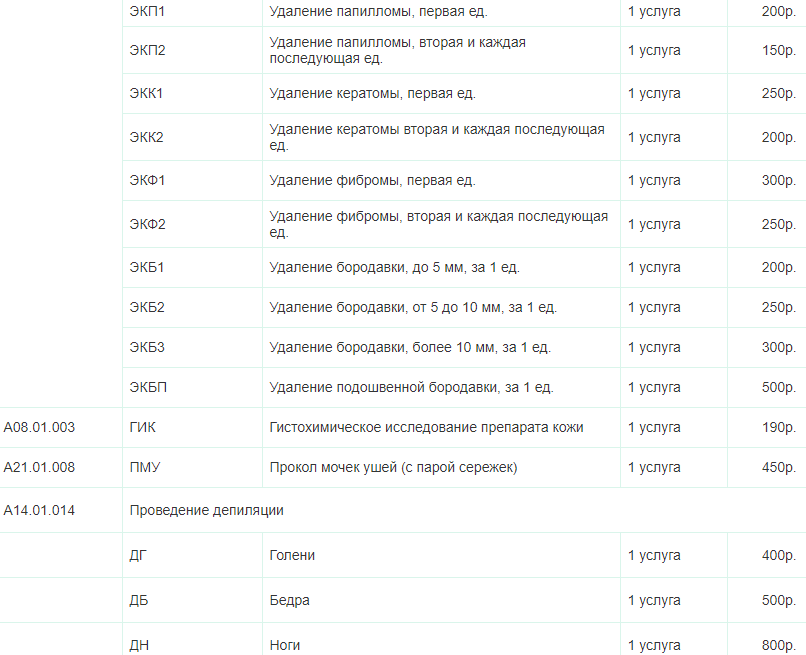 ЭКП1 Удаление папилломы, первая ед. 1 услуга 200р.
ЭКП2 Удаление папилломы, вторая и каждая последующая ед. 1 услуга 150р.
ЭКК1 Удаление кератомы, первая ед. 1 услуга 250р.
ЭКК2 Удаление кератомы вторая и каждая последующая ед. 1 услуга 200р.
ЭКФ1 Удаление фибромы, первая ед. 1 услуга 300р.
ЭКФ2 Удаление фибромы, вторая и каждая последующая ед. 1 услуга 250р.
ЭКБ1 Удаление бородавки, до 5 мм, за 1 ед. 1 услуга 200р.
ЭКБ2 Удаление бородавки, от 5 до 10 мм, за 1 ед. 1 услуга 250р.
ЭКБ3 Удаление бородавки, более 10 мм, за 1 ед. 1 услуга 300р.
ЭКБП Удаление подошвенной бородавки, за 1 ед. 1 услуга 500р.
A08.01.003 ГИК Гистохимическое исследование препарата кожи 1 услуга 190р.
A21.01.008 ПМУ Прокол мочек ушей (с парой сережек) 1 услуга 450р.
A14.01.014 Проведение депиляции
ДГ Голени 1 услуга 400р.
ДБ Бедра 1 услуга 500р.
ДН Ноги 1 услуга 800р.